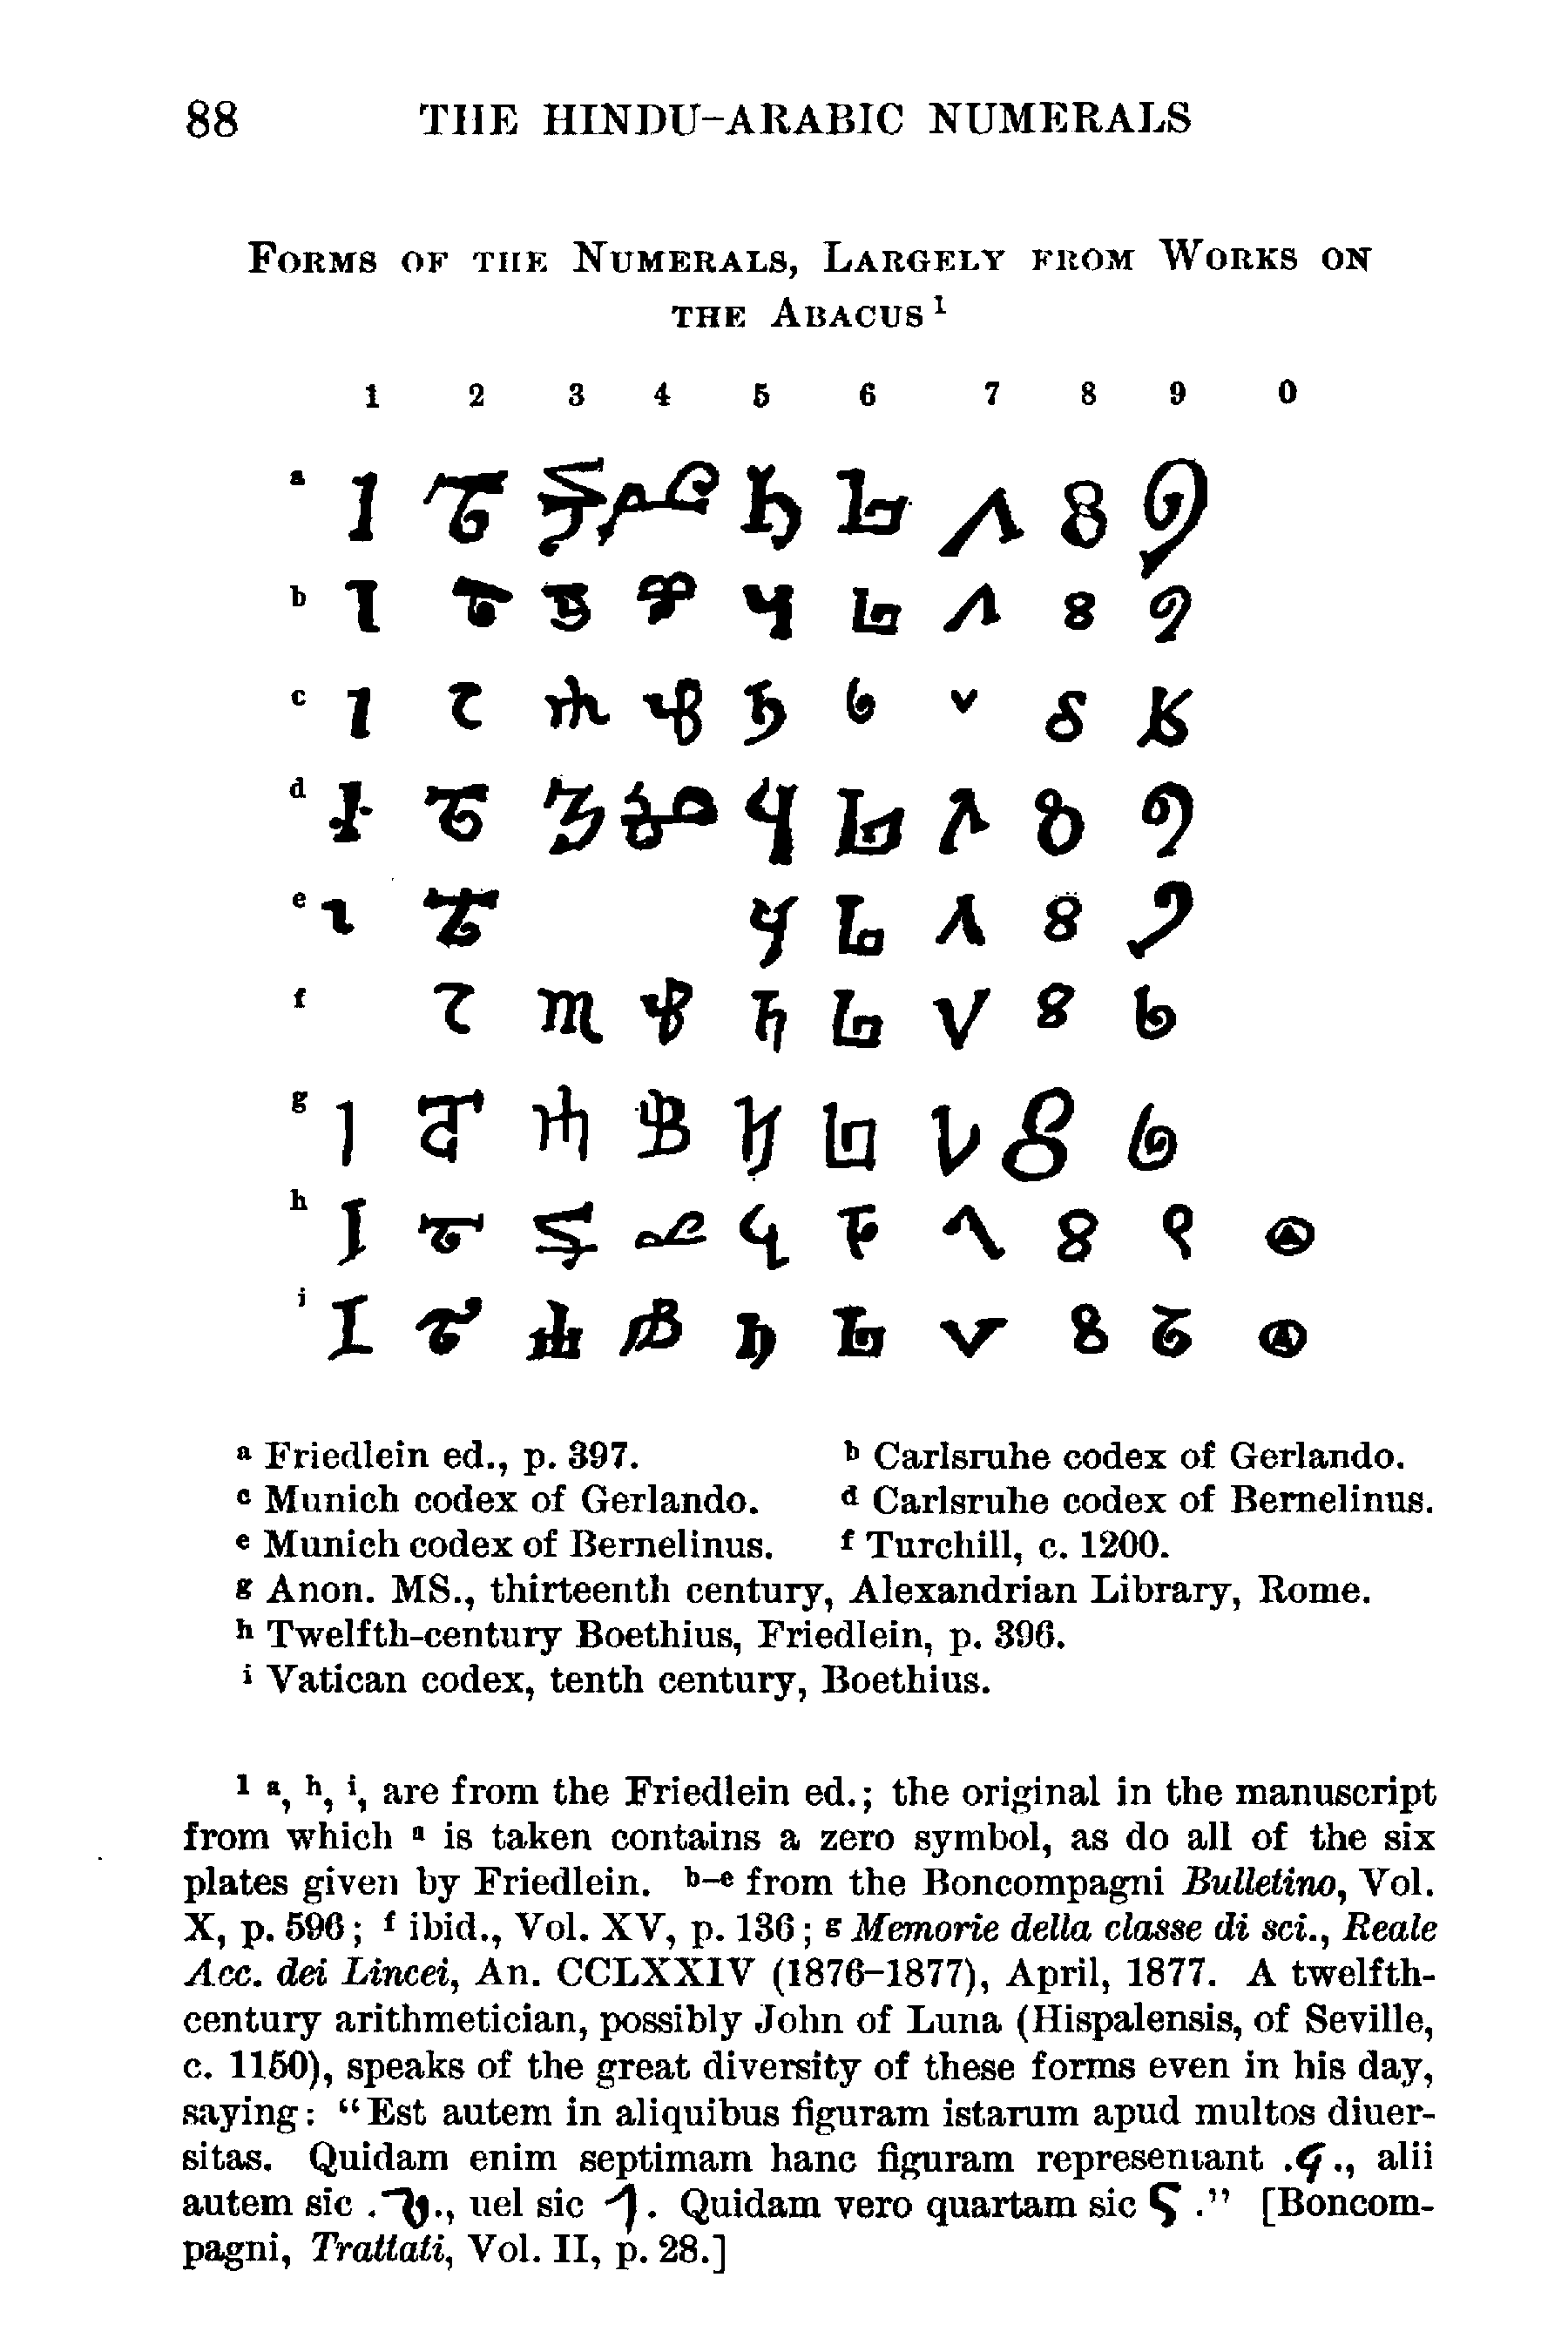 88 THE HINDU-ARABIC NUMERALS
FORMS OF THE NUMERALS, LARGELY FROM WORKS ON
THE ABACUS ¹
1 2 3 4 5 6 7 8 9 0
a
b
c
d
e
f
g
h
i
a Friedlein ed., p. 397. b Carlsruhe codex of Gerlando.
c Munich codex of Gerlando. d Carlsruhe codex of Bernelinus.
e Munich codex of Bernelinus. f Turchill, c. 1200.
g Anon. MS., thirteenth century, Alexandrian Library, Rome.
h Twelfth-century Boethius, Friedlein, p. 396.
i Vatican codex, tenth century, Boethius.
1 a, h, i, are from the Friedlein ed.; the original in the manuscript
from which a is taken contains a zero symbol, as do all of the six
plates given by Friedlein. b–e from the Boncompagni Bulletino, Vol.
X, p. 596; f ibid., Vol. XV, p. 136; g Memorie della classe di sci., Reale
Acc. dei Lincei, An. CCLXXIV (1876–1877), April, 1877. A twelfth-
century arithmetician, possibly John of Luna (Hispalensis, of Seville,
c. 1150), speaks of the great diversity of these forms even in his day,
saying: “Est autem in aliquibus figuram istarum apud multos diuer-
sitas. Quidam enim septimam hanc figuram representant . ., alii
autem sic . ., uel sic . Quidam vero quartam sic .” [Boncom-
pagni, Trattati, Vol. II, p. 28.]